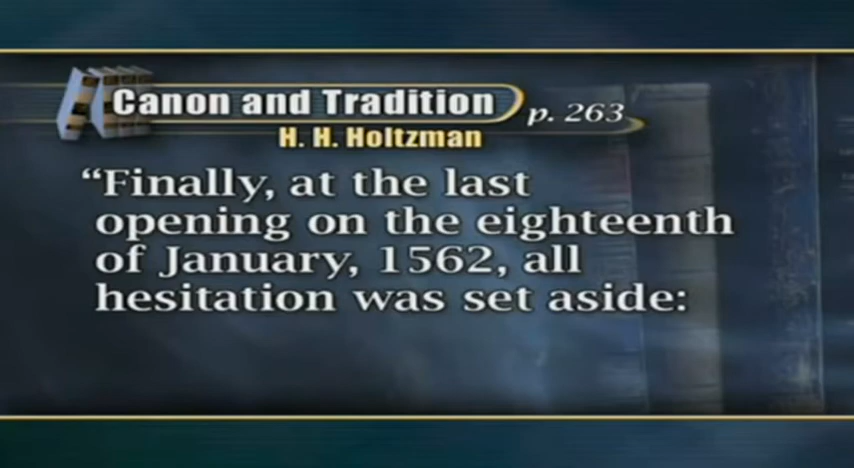 Canon and Tradition p. 263
H. H. Holtzman
“Finally, at the last
opening on the eighteenth
of January, 1562, all
hesitation was set aside: